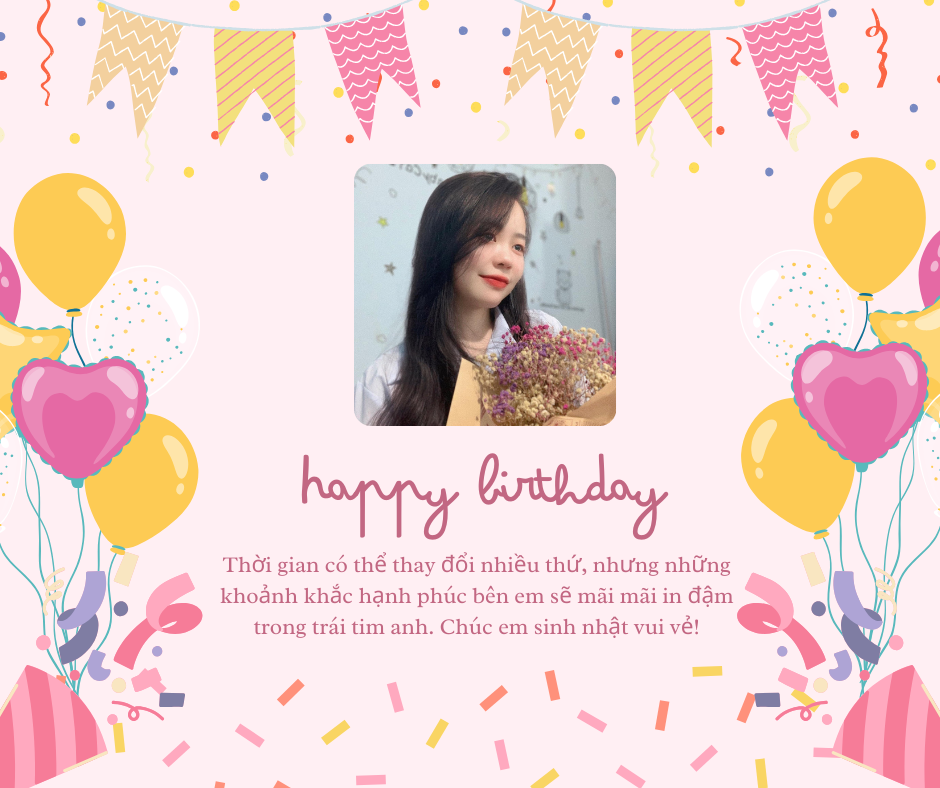 happy birthday
Thời gian có thể thay đổi nhiều thứ, nhưng những
khoảnh khắc hạnh phúc bên em sẽ mãi mãi in đậm
trong trái tim anh. Chúc em sinh nhật vui vẻ!